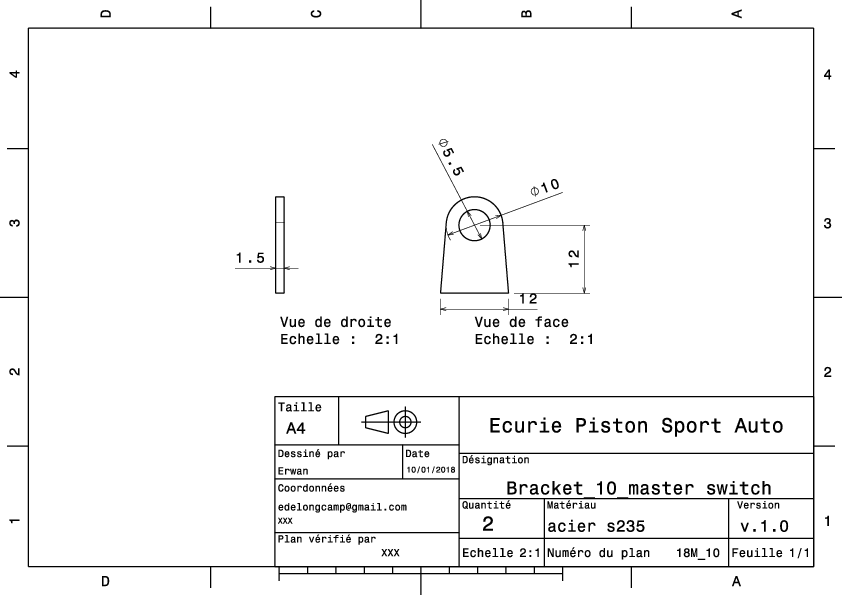 D C B A
4 4
⌀5.5
⌀10
3 3
1.5
12
12
Vue de droite
Echelle : 2:1
Vue de face
Echelle : 2:1
2 2
Taille
A4
Ecurie Piston Sport Auto
Dessiné par
Erwan
Date
10/01/2018
Désignation
Bracket_10_master switch
Coordonnées
edelongcamp@gmail.com
xxx
Quantité
2
Matériau
acier s235
Version
v.1.0
1 1
Plan vérifié par
XXX
Echelle 2:1
Numéro du plan 18M_10
Feuille 1/1
D A